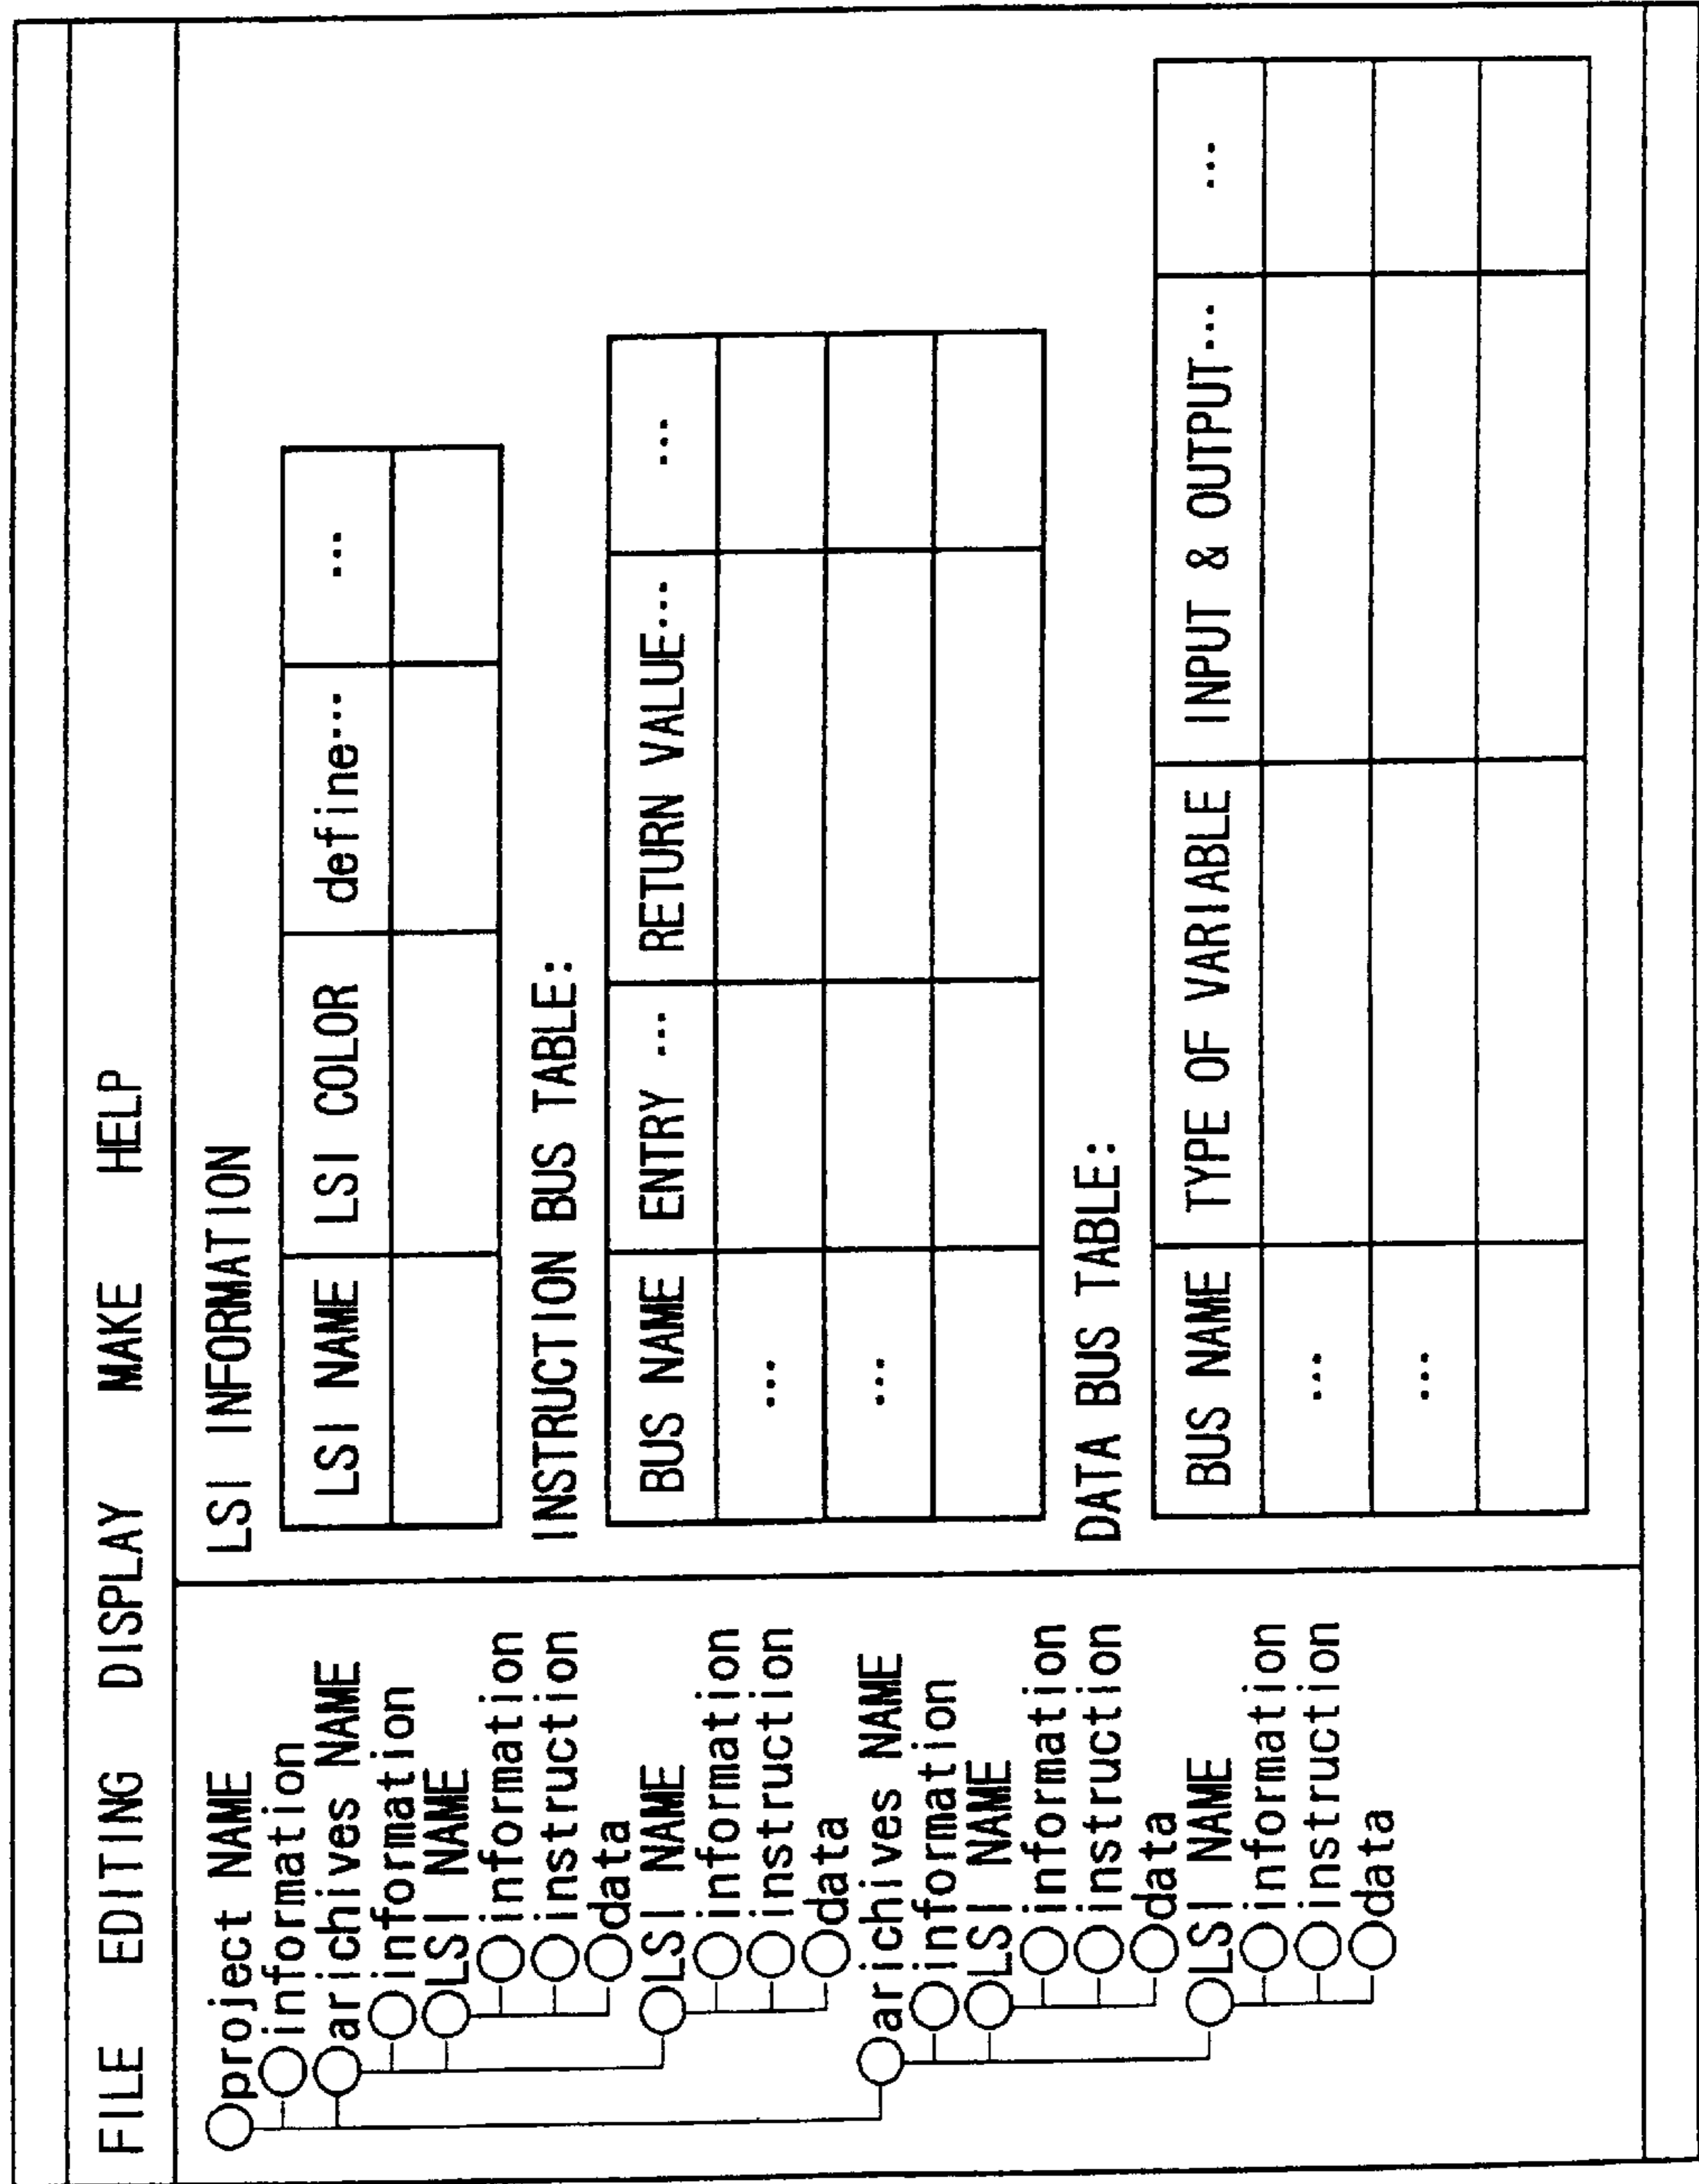 FILE EDITING DISPLAY MAKE HELP
project NAME
information
arichives NAME
information
LSI NAME
information
instruction
data
LSI NAME
information
instruction
data
arichives NAME
information
LSI NAME
information
instruction
data
LSI NAME
information
instruction
data
LSI INFORMATION
LSI NAME LSI COLOR define... ...
INSTRUCTION BUS TABLE:
BUS NAME ENTRY ... RETURN VALUE... ...
...
...
DATA BUS TABLE:
BUS NAME TYPE OF VARIABLE INPUT & OUTPUT... ...
...
...